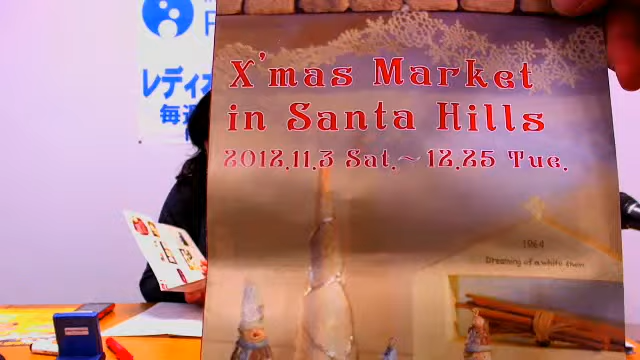 レディオ
毎週
X'mas Market
in Santa Hills
2012.11.3 Sat.~12.25 Tue.
1964
Dreaming of a white